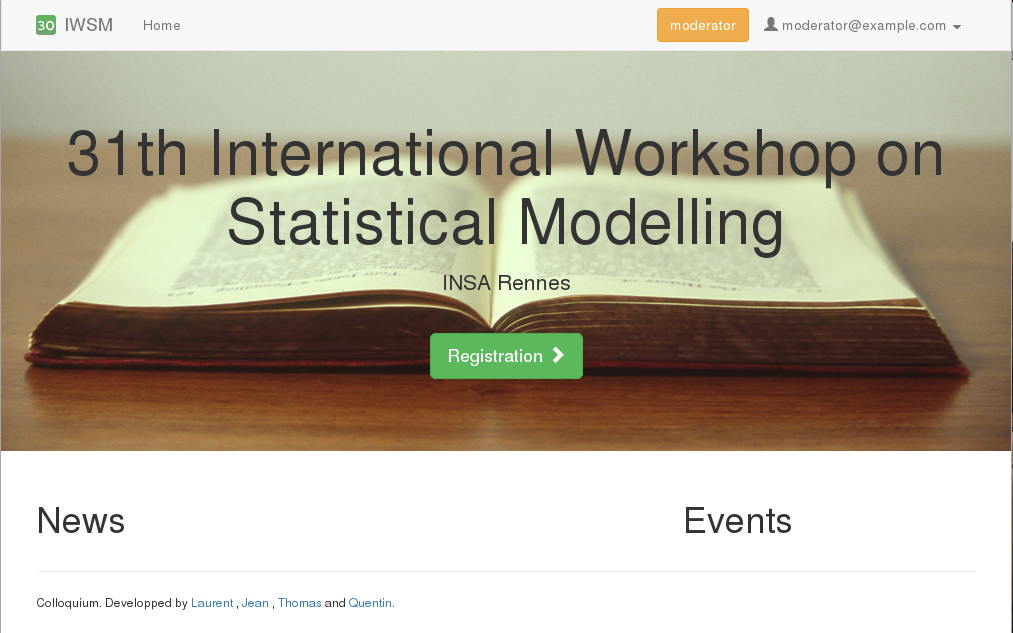 30 IWSM Home moderator moderator@example.com
31th International Workshop on
Statistical Modelling
INSA Rennes
Registration
News Events
Colloquium. Developped by Laurent , Jean , Thomas and Quentin.